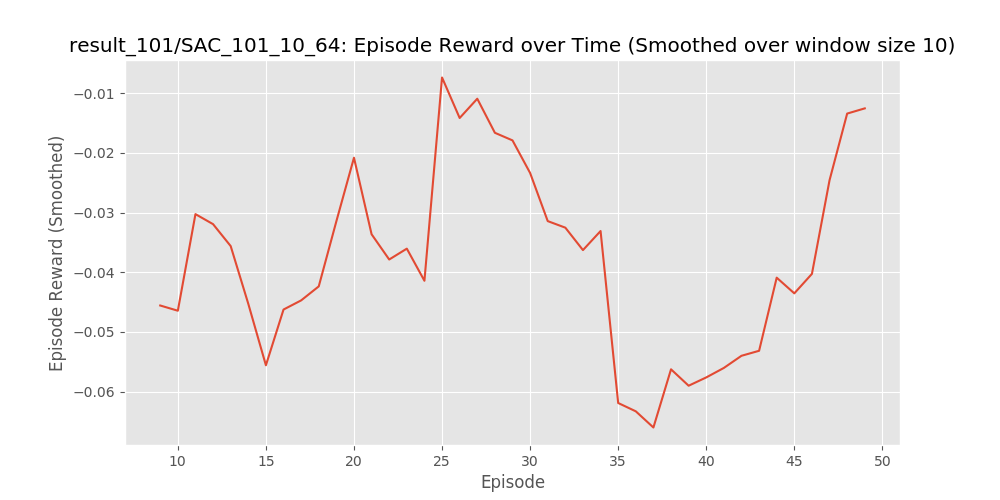 result_101/SAC_101_10_64: Episode Reward over Time (Smoothed over window size 10)
Episode Reward (Smoothed)
−0.01
−0.02
−0.03
−0.04
−0.05
−0.06
10 15 20 25 30 35 40 45 50
Episode